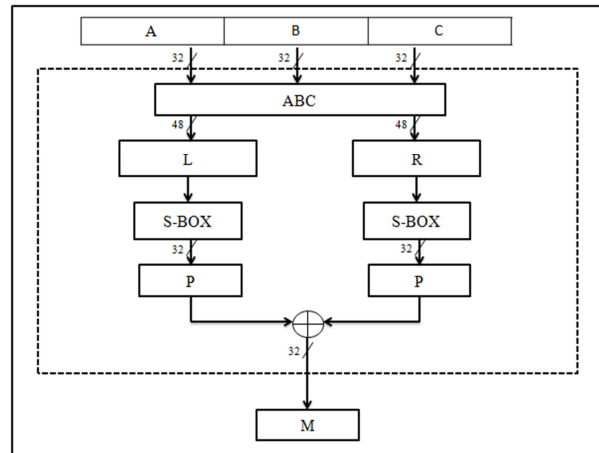 A B C
32 32 32
ABC
48 48
L R
S-BOX S-BOX
32 32
P P
32
M